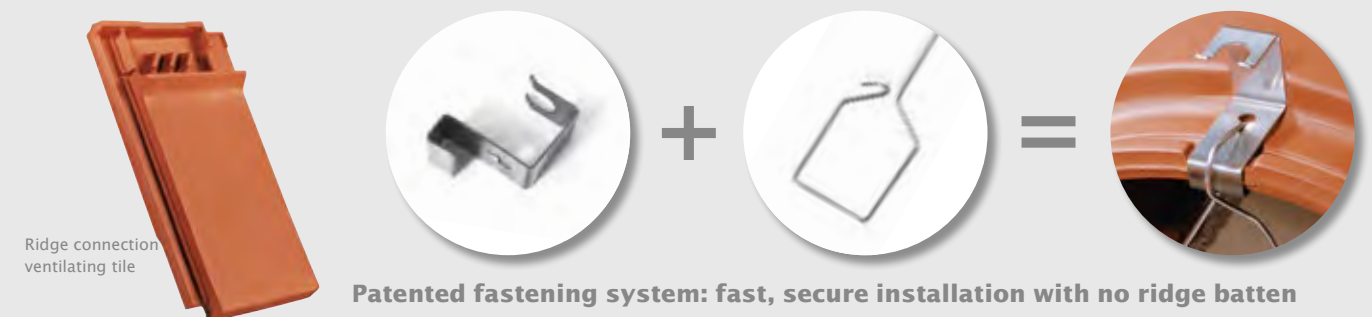 Ridge connection
ventilating tile
+
=
Patented fastening system: fast, secure installation with no ridge batten